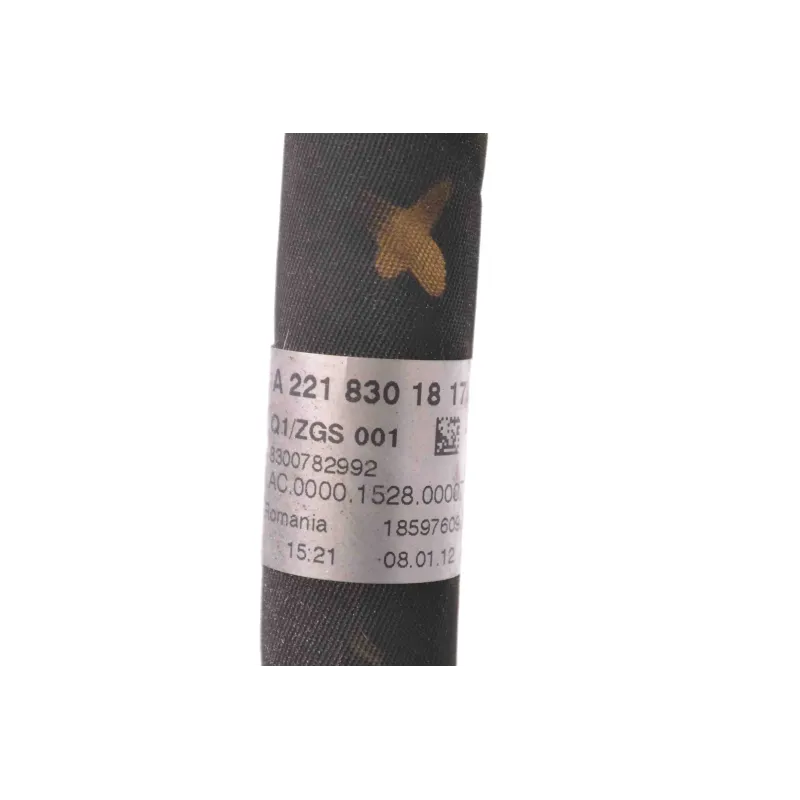 A 221 830 18 17
Q1/ZGS 001
8300782992
AC.0000.1528.0000
Romania 1859760
15:21 08.01.12